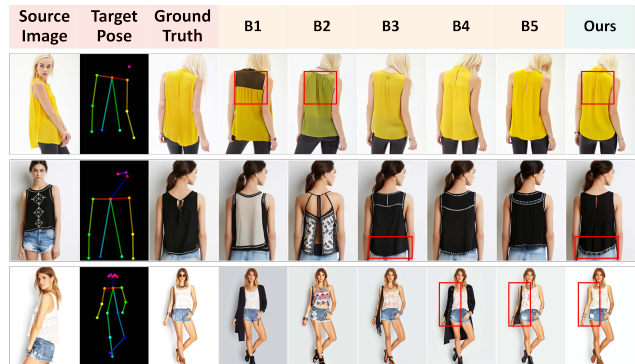 Source Image
Target Pose
Ground Truth
B1
B2
B3
B4
B5
Ours